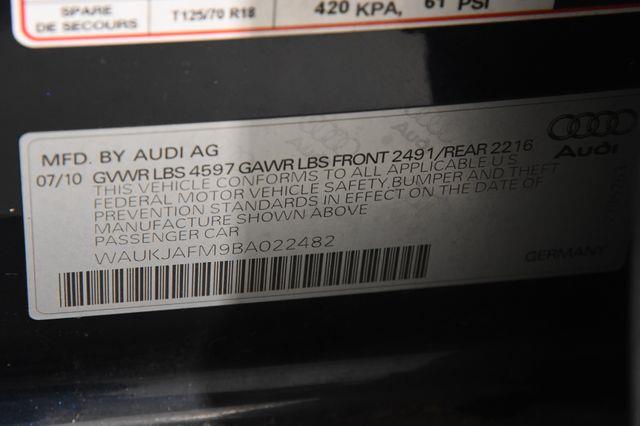 SPARE
DE SECOURS
T125/70 R18
420 KPA, 61 PSI
MFD. BY AUDI AG
07/10 GVWR LBS 4597 GAWR LBS FRONT 2491/REAR 2216
THIS VEHICLE CONFORMS TO ALL APPLICABLE U S
FEDERAL MOTOR VEHICLE SAFETY,BUMPER AND THEFT
PREVENTION STANDARDS IN EFFECT ON THE DATE OF
MANUFACTURE SHOWN ABOVE
PASSENGER CAR
WAUKJAFM9BA022482
Audi
GERMANY